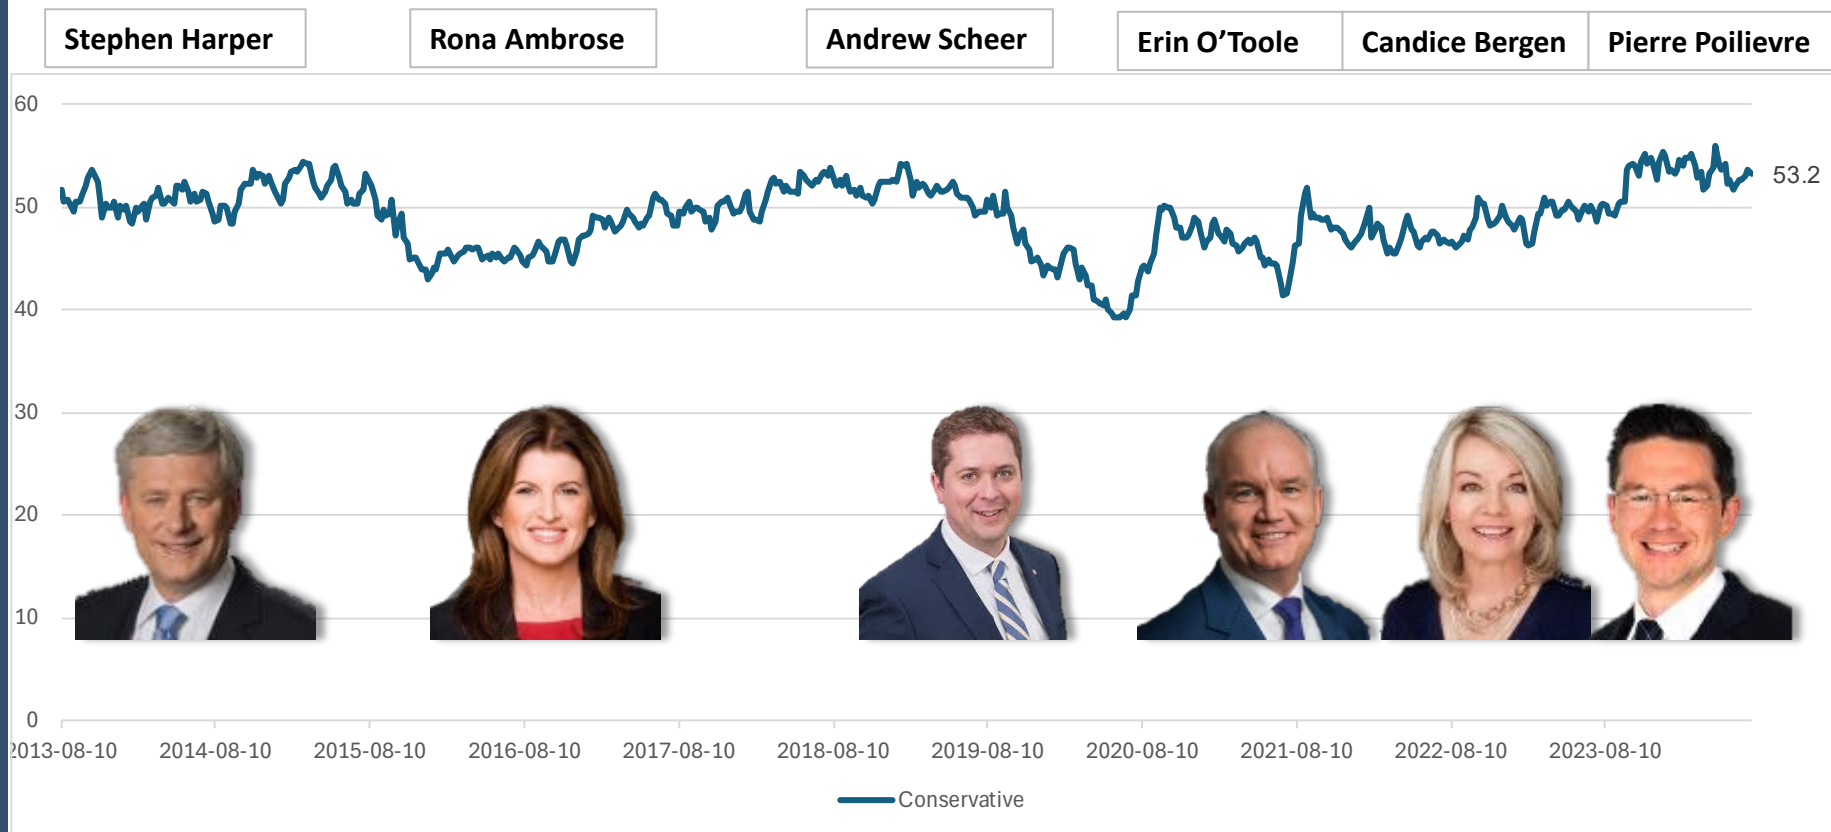 Stephen Harper
Rona Ambrose
Andrew Scheer
Erin O'Toole
Candice Bergen
Pierre Poilievre
60
50
40
30
20
10
0
53.2
2013-08-10
2014-08-10
2015-08-10
2016-08-10
2017-08-10
2018-08-10
2019-08-10
2020-08-10
2021-08-10
2022-08-10
2023-08-10
Conservative